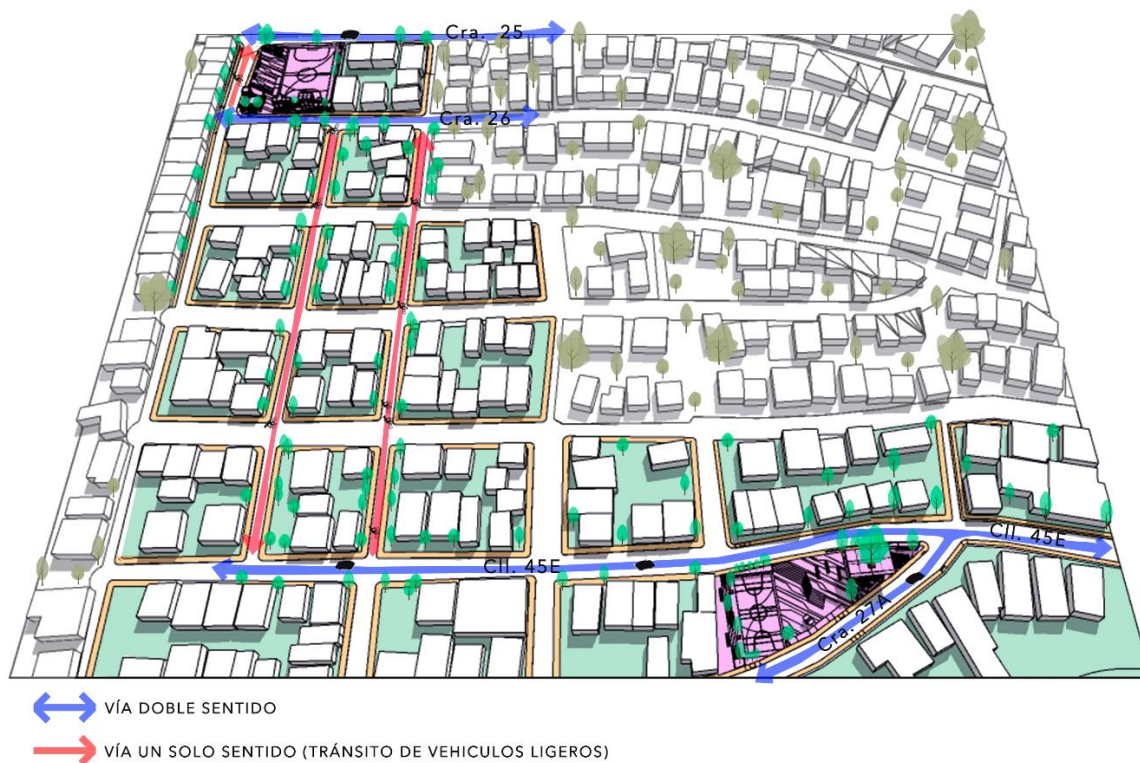 Cra. 25
Cra. 26
Cll. 45E
Cll. 45E
Cra. 27A
VÍA DOBLE SENTIDO
VÍA UN SOLO SENTIDO (TRÁNSITO DE VEHICULOS LIGEROS)